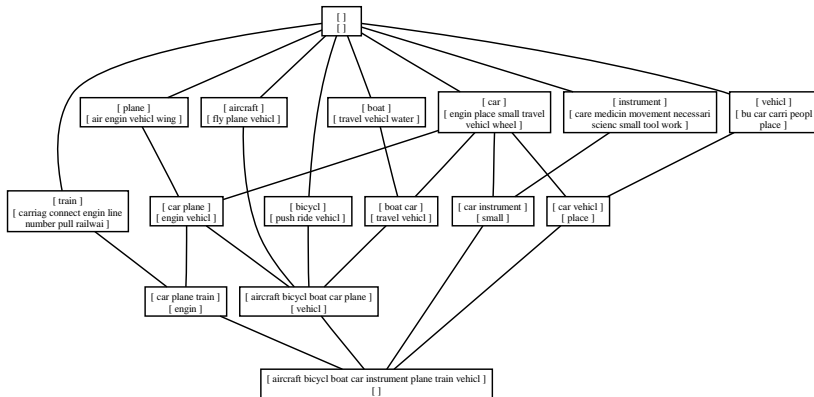 [ ]
[ ]
[ plane ]
[ air engin vehicl wing ]
[ aircraft ]
[ fly plane vehicl ]
[ boat ]
[ travel vehicl water ]
[ car ]
[ engin place small travel
vehicl wheel ]
[ instrument ]
[ care medicin movement necessari
scienc small tool work ]
[ vehicl ]
[ bu car carri peopl
place ]
[ train ]
[ carriag connect engin line
number pull railwai ]
[ car plane ]
[ engin vehicl ]
[ bicycl ]
[ push ride vehicl ]
[ boat car ]
[ travel vehicl ]
[ car instrument ]
[ small ]
[ car vehicl ]
[ place ]
[ car plane train ]
[ engin ]
[ aircraft bicycl boat car plane ]
[ vehicl ]
[ aircraft bicycl boat car instrument plane train vehicl ]
[ ]